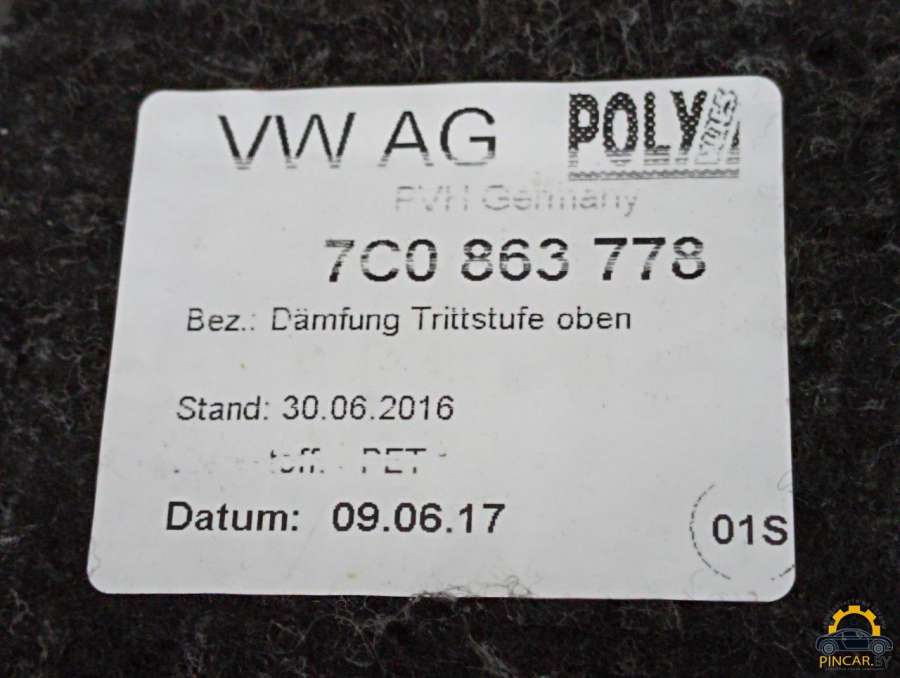 VW AG POLY
PVH Germany
7C0 863 778
Bez.: Dämfung Trittstufe oben
Stand: 30.06.2016
PET
Datum: 09.06.17
01S
PINCAR.BY